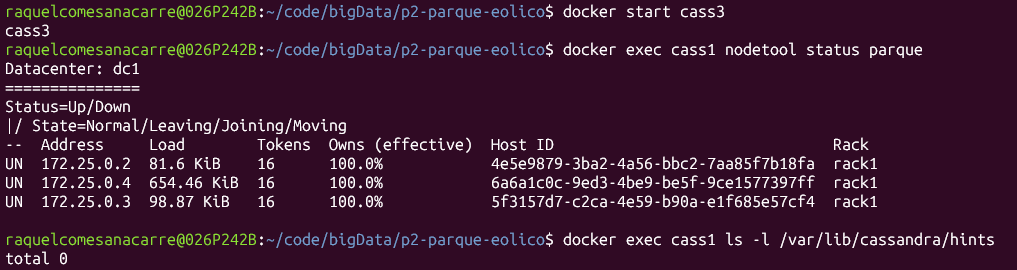 raquelcomesanacarre@026P242B:~/code/bigData/p2-parque-eolico$ docker start cass3
cass3
raquelcomesanacarre@026P242B:~/code/bigData/p2-parque-eolico$ docker exec cass1 nodetool status parque
Datacenter: dc1
===============
Status=Up/Down
|/ State=Normal/Leaving/Joining/Moving
--  Address     Load        Tokens  Owns (effective)  Host ID                               Rack
UN  172.25.0.2  81.6 KiB    16      100.0%            4e5e9879-3ba2-4a56-bbc2-7aa85f7b18fa  rack1
UN  172.25.0.4  654.46 KiB  16      100.0%            6a6a1c0c-9ed3-4be9-be5f-9ce1577397ff  rack1
UN  172.25.0.3  98.87 KiB   16      100.0%            5f3157d7-c2ca-4e59-b90a-e1f685e57cf4  rack1
raquelcomesanacarre@026P242B:~/code/bigData/p2-parque-eolico$ docker exec cass1 ls -l /var/lib/cassandra/hints
total 0